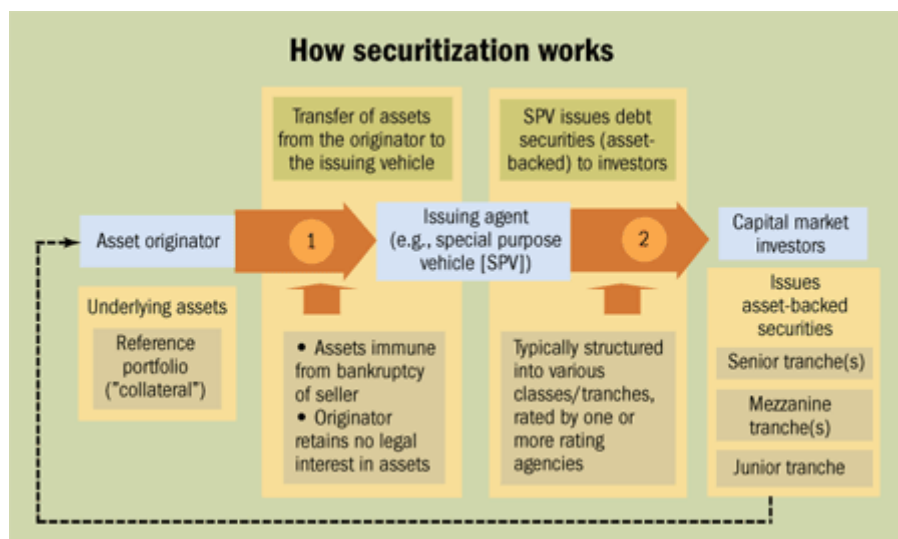 How securitization works
Transfer of assets
from the originator to
the issuing vehicle
SPV issues debt
securities (asset-
backed) to investors
Asset originator
1
Issuing agent
(e.g., special purpose
vehicle [SPV])
2
Capital market
investors
Underlying assets
Reference
portfolio
("collateral")
• Assets immune
from bankruptcy
of seller
• Originator
retains no legal
interest in assets
Typically structured
into various
classes/tranches,
rated by one or
more rating
agencies
Issues
asset-backed
securities
Senior tranche(s)
Mezzanine
tranche(s)
Junior tranche